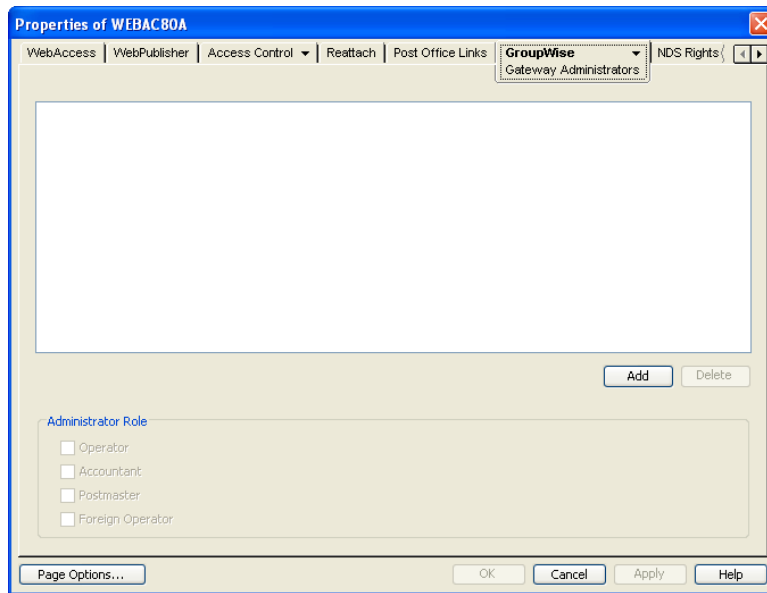 Properties of WEBAC80A
WebAccess WebPublisher Access Control Reattach Post Office Links GroupWise NDS Rights
Gateway Administrators
Add Delete
Administrator Role
Operator
Accountant
Postmaster
Foreign Operator
Page Options... OK Cancel Apply Help